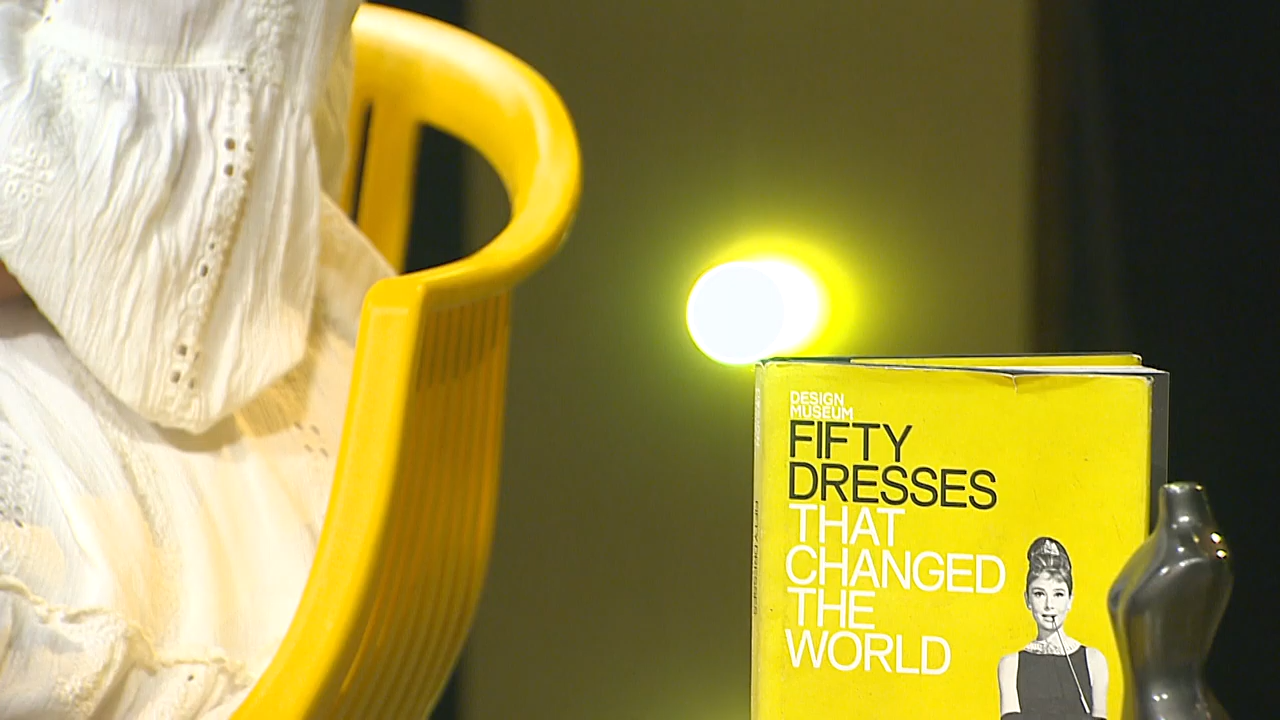 DESIGN
MUSEUM
FIFTY
DRESSES
THAT
CHANGED
THE
WORLD